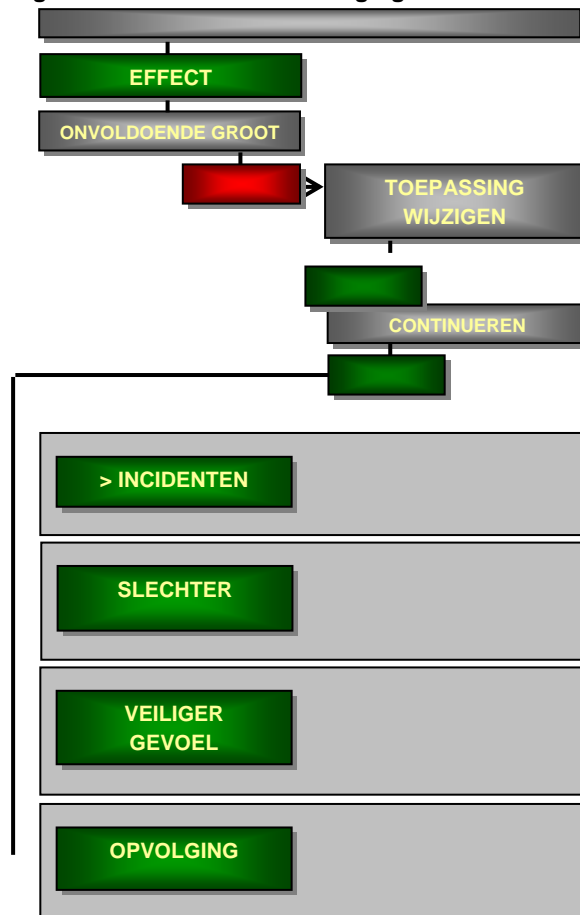 EFFECT
ONVOLDOENDE GROOT
TOEPASSING
WIJZIGEN
CONTINUEREN
> INCIDENTEN
SLECHTER
VEILIGER
GEVOEL
OPVOLGING